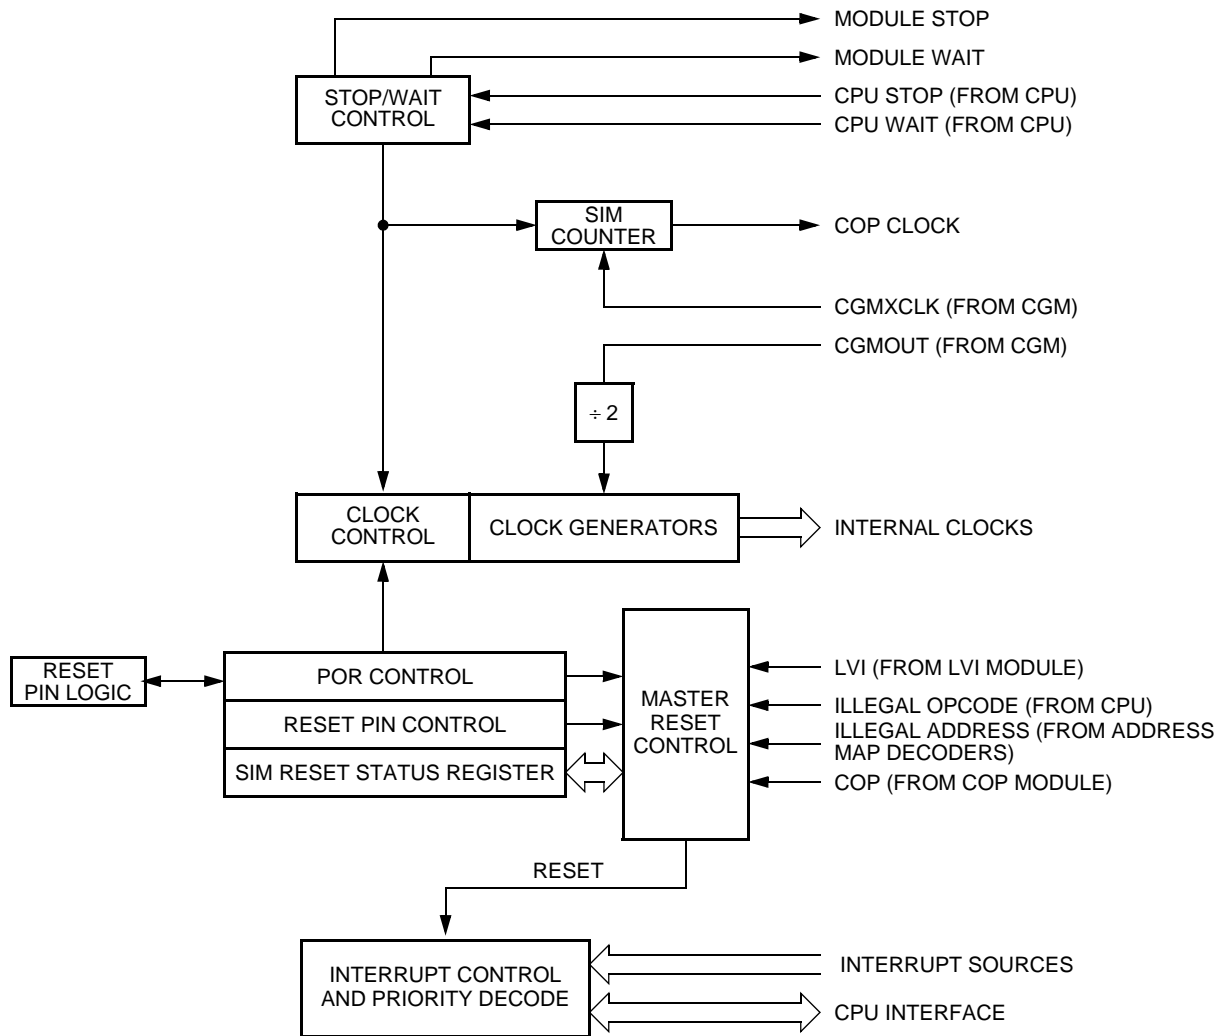 MODULE STOP
MODULE WAIT
STOP/WAIT
CONTROL
CPU STOP (FROM CPU)
CPU WAIT (FROM CPU)
SIM
COUNTER
COP CLOCK
CGMXCLK (FROM CGM)
CGMOUT (FROM CGM)
÷ 2
CLOCK
CONTROL
CLOCK GENERATORS
INTERNAL CLOCKS
RESET
PIN LOGIC
POR CONTROL
RESET PIN CONTROL
SIM RESET STATUS REGISTER
MASTER
RESET
CONTROL
LVI (FROM LVI MODULE)
ILLEGAL OPCODE (FROM CPU)
ILLEGAL ADDRESS (FROM ADDRESS
MAP DECODERS)
COP (FROM COP MODULE)
RESET
INTERRUPT CONTROL
AND PRIORITY DECODE
INTERRUPT SOURCES
CPU INTERFACE